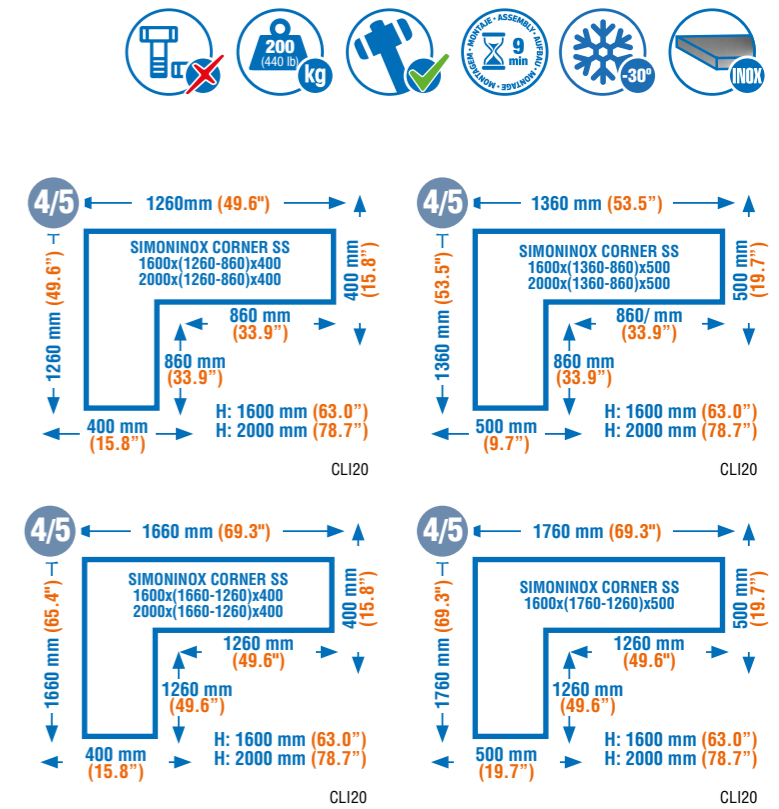 200
(440 lb)
kg
MONTAJE · ASSEMBLY · AUFBAU · MONTAGE · MONTAGEM ·
9
min
-30º
INOX
4/5
1260mm (49.6")
1260 mm (49.6”)
SIMONINOX CORNER SS
1600x(1260-860)x400
2000x(1260-860)x400
400 mm
(15.8”)
860 mm
(33.9”)
860 mm
(33.9”)
400 mm
(15.8”)
H: 1600 mm (63.0”)
H: 2000 mm (78.7”)
CLI20
4/5
1360 mm (53.5”)
1360 mm (53.5")
SIMONINOX CORNER SS
1600x(1360-860)x500
2000x(1360-860)x500
500 mm
(19.7”)
860/ mm
(33.9”)
860 mm
(33.9”)
500 mm
(9.7”)
H: 1600 mm (63.0”)
H: 2000 mm (78.7”)
CLI20
4/5
1660 mm (69.3")
1660 mm (65.4")
SIMONINOX CORNER SS
1600x(1660-1260)x400
2000x(1660-1260)x400
400 mm
(15.8”)
1260 mm
(49.6”)
1260 mm
(49.6”)
400 mm
(15.8”)
H: 1600 mm (63.0”)
H: 2000 mm (78.7”)
CLI20
4/5
1760 mm (69.3")
1760 mm (69.3")
SIMONINOX CORNER SS
1600x(1760-1260)x500
500 mm
(19.7”)
1260 mm
(49.6”)
1260 mm
(49.6”)
500 mm
(19.7”)
H: 1600 mm (63.0”)
H: 2000 mm (78.7”)
CLI20